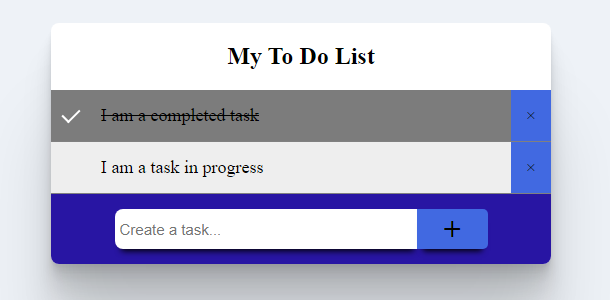 My To Do List
I am a completed task ×
I am a task in progress ×
Create a task... +